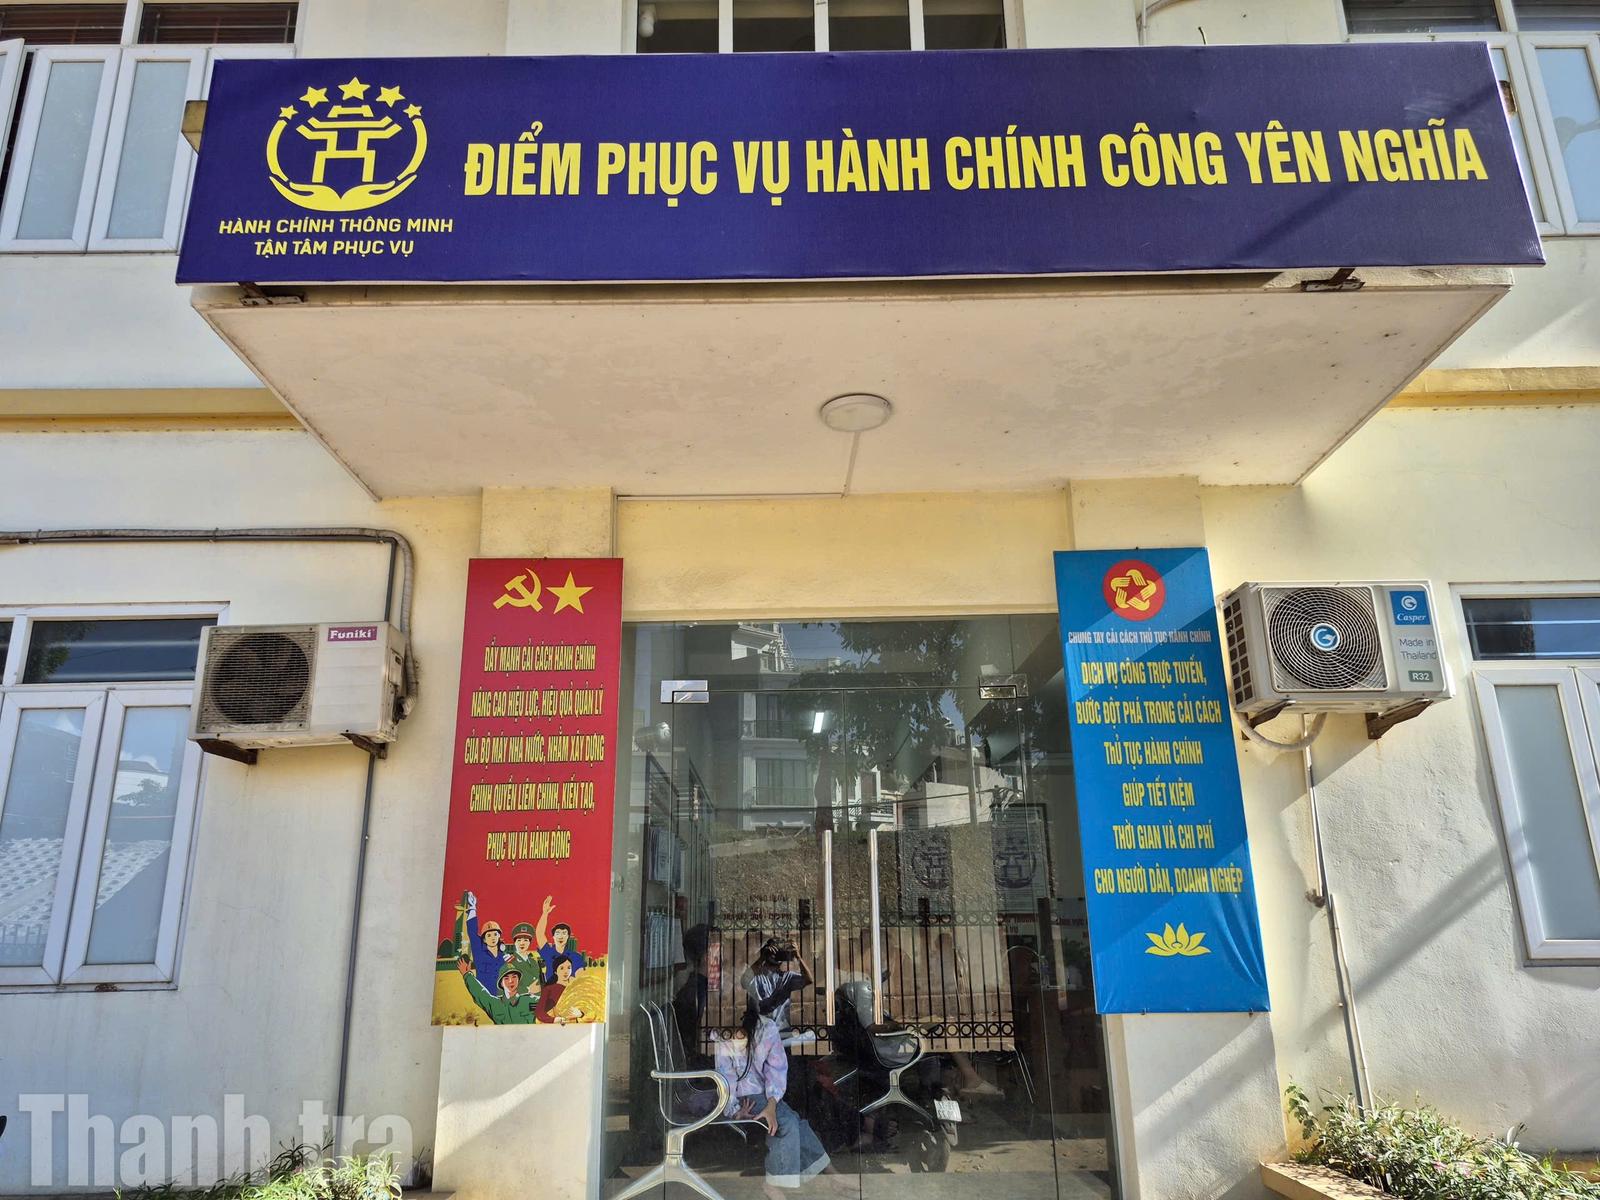 ĐIỂM PHỤC VỤ HÀNH CHÍNH CÔNG YÊN NGHĨA
HÀNH CHÍNH THÔNG MINH
TẬN TÂM PHỤC VỤ
Funiki
ĐẨY MẠNH CẢI CÁCH HÀNH CHÍNH
NÂNG CAO HIỆU LỰC, HIỆU QUẢ QUẢN LÝ
CỦA BỘ MÁY NHÀ NƯỚC, NHẰM XÂY DỰNG
CHÍNH QUYỀN LIÊM CHÍNH, KIẾN TẠO,
PHỤC VỤ VÀ HÀNH ĐỘNG
CHUNG TAY CẢI CÁCH THỦ TỤC HÀNH CHÍNH
DỊCH VỤ CÔNG TRỰC TUYẾN,
BƯỚC ĐỘT PHÁ TRONG CẢI CÁCH
THỦ TỤC HÀNH CHÍNH
GIÚP TIẾT KIỆM
THỜI GIAN VÀ CHI PHÍ
CHO NGƯỜI DÂN, DOANH NGHIỆP
Casper
Made in
Thailand
R32
Thanh tra